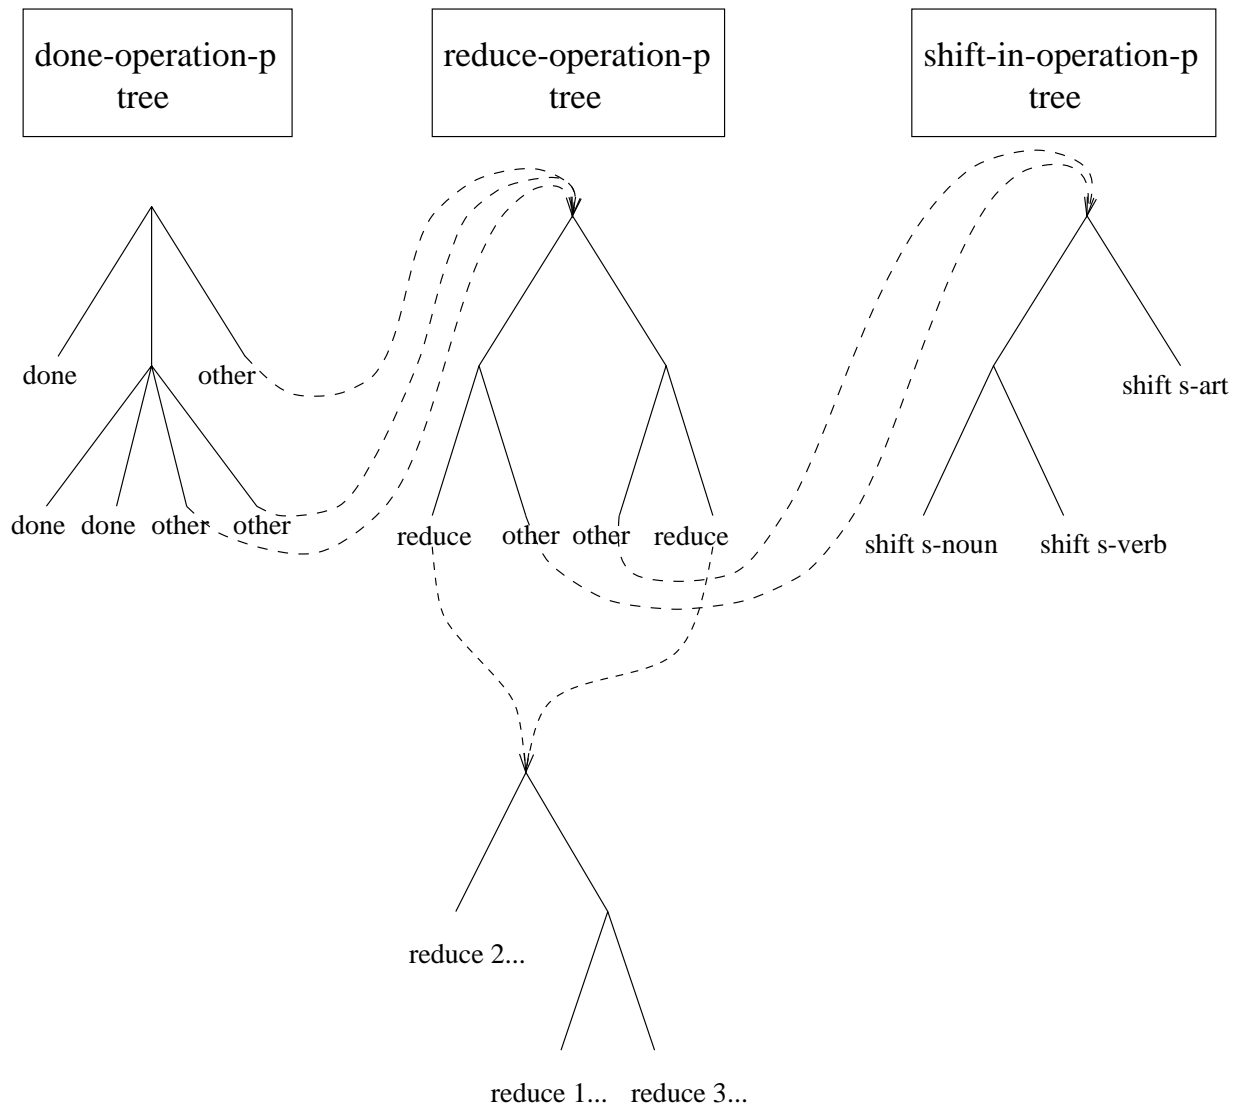 done-operation-p
tree
reduce-operation-p
tree
shift-in-operation-p
tree
done
other
shift s-art
done done other other
reduce other other reduce
shift s-noun shift s-verb
reduce 2...
reduce 1... reduce 3...